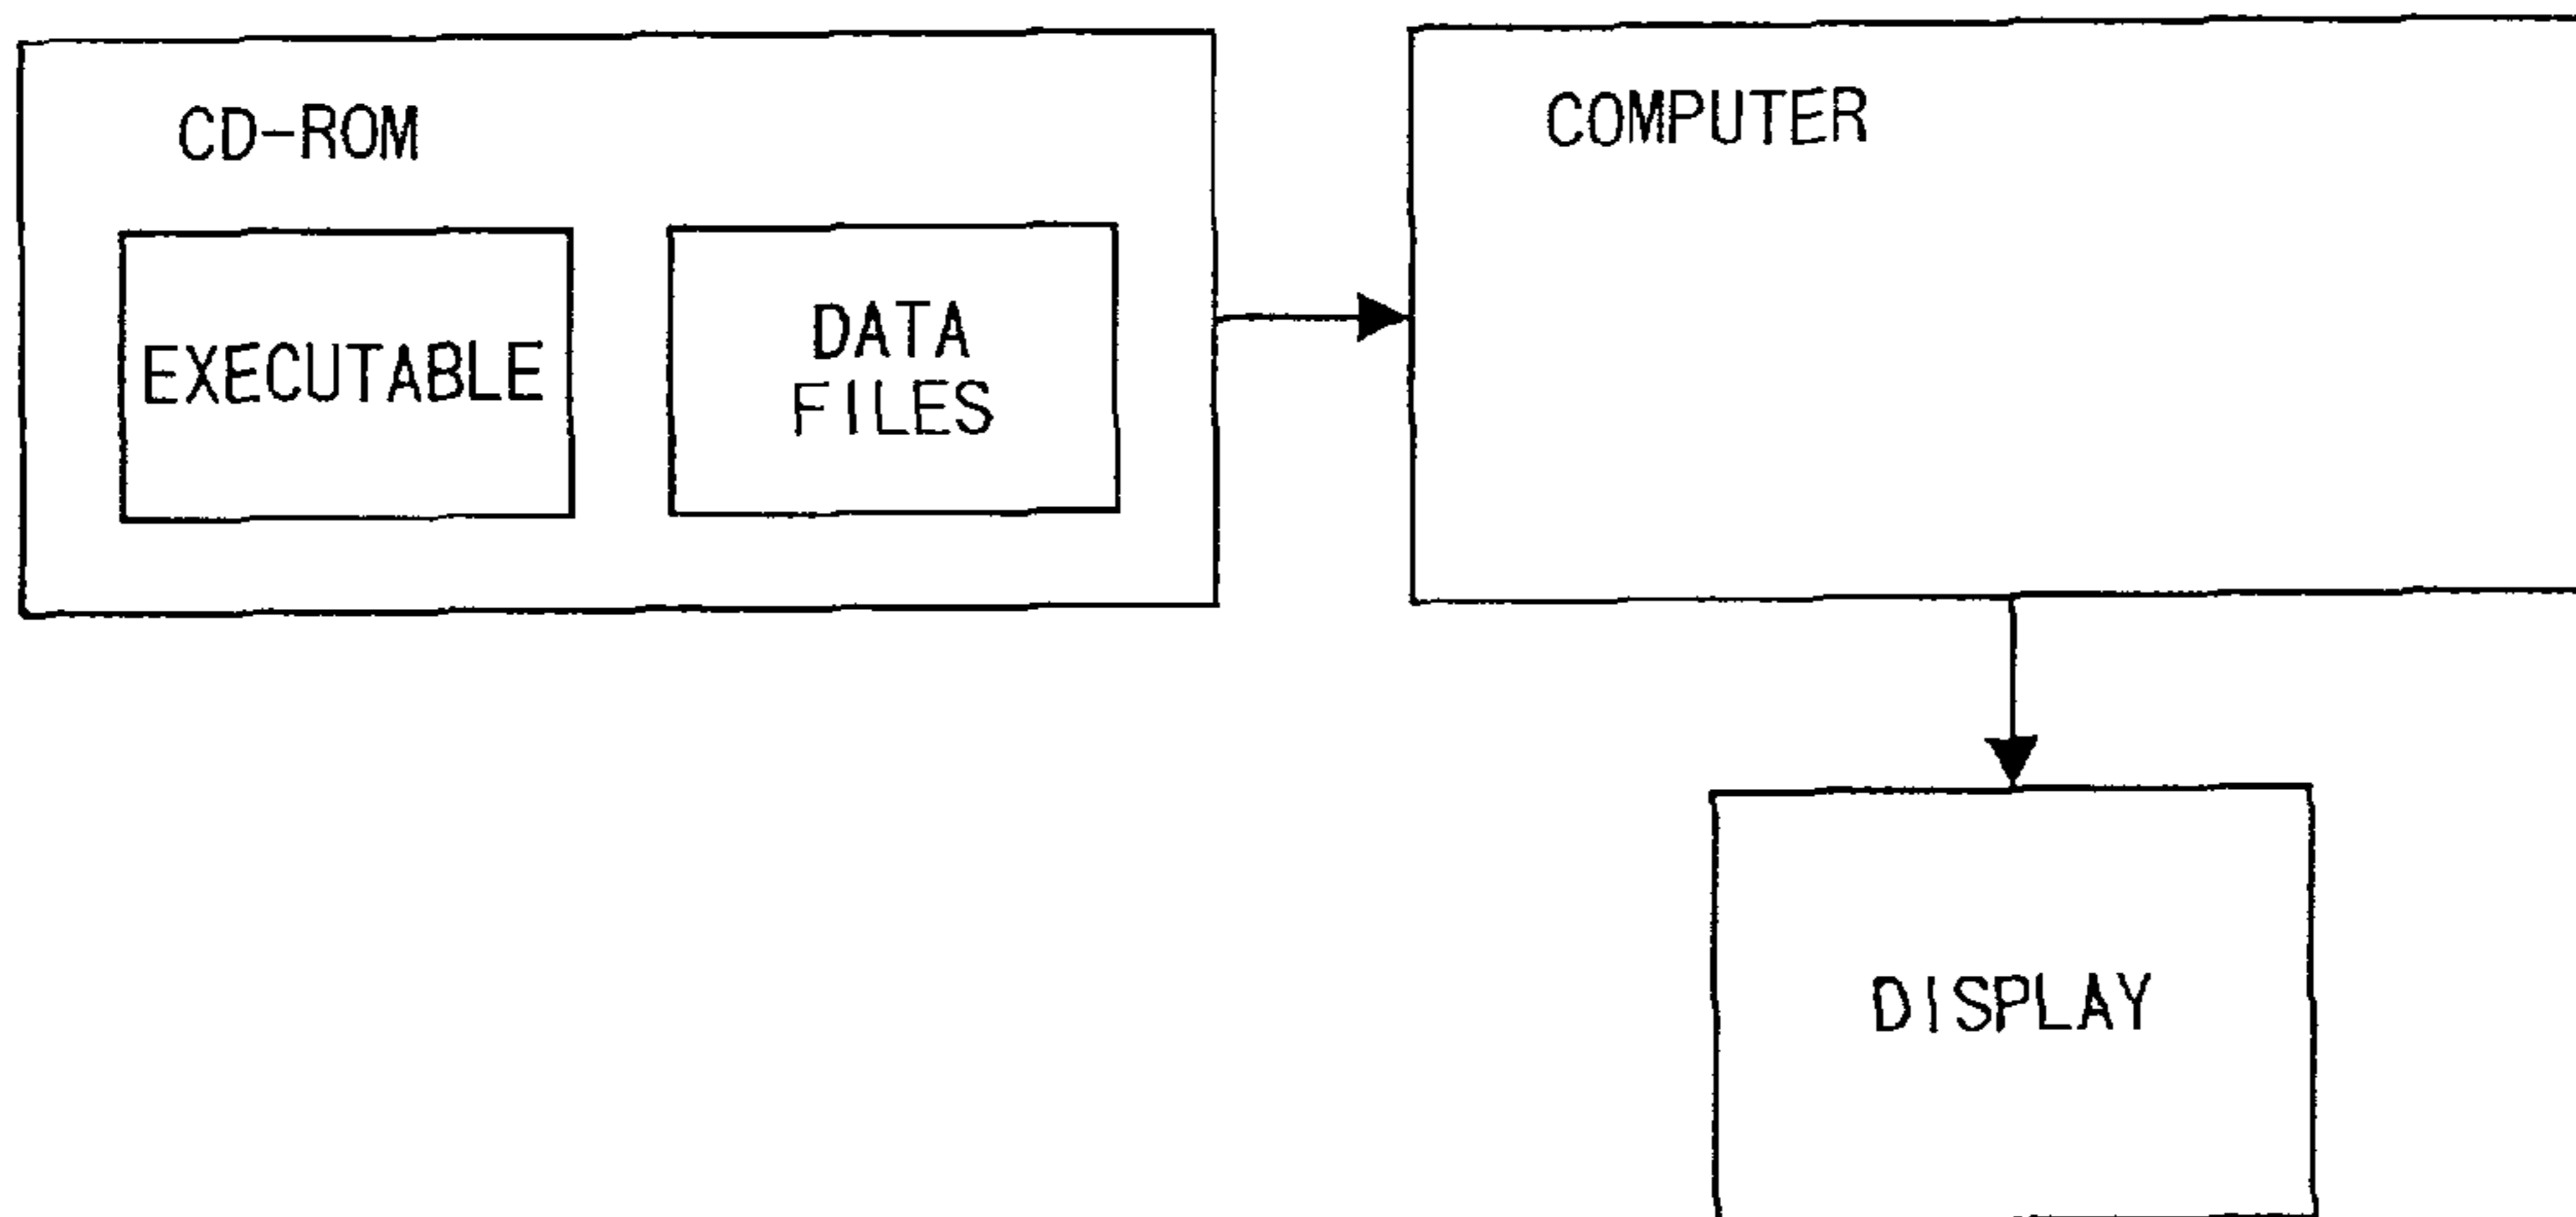 CD-ROM
EXECUTABLE
DATA
FILES
COMPUTER
DISPLAY